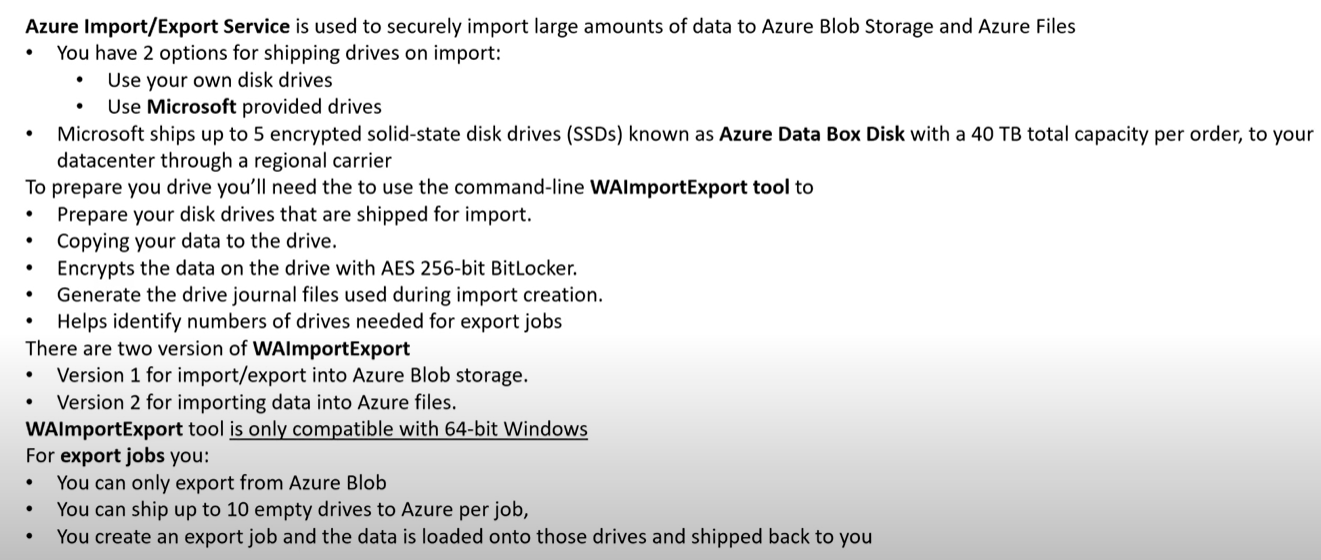 Azure Import/Export Service is used to securely import large amounts of data to Azure Blob Storage and Azure Files
• You have 2 options for shipping drives on import:
• Use your own disk drives
• Use Microsoft provided drives
• Microsoft ships up to 5 encrypted solid-state disk drives (SSDs) known as Azure Data Box Disk with a 40 TB total capacity per order, to your
datacenter through a regional carrier
To prepare you drive you’ll need the to use the command-line WAImportExport tool to
• Prepare your disk drives that are shipped for import.
• Copying your data to the drive.
• Encrypts the data on the drive with AES 256-bit BitLocker.
• Generate the drive journal files used during import creation.
• Helps identify numbers of drives needed for export jobs
There are two version of WAImportExport
• Version 1 for import/export into Azure Blob storage.
• Version 2 for importing data into Azure files.
WAImportExport tool is only compatible with 64-bit Windows
For export jobs you:
• You can only export from Azure Blob
• You can ship up to 10 empty drives to Azure per job,
• You create an export job and the data is loaded onto those drives and shipped back to you